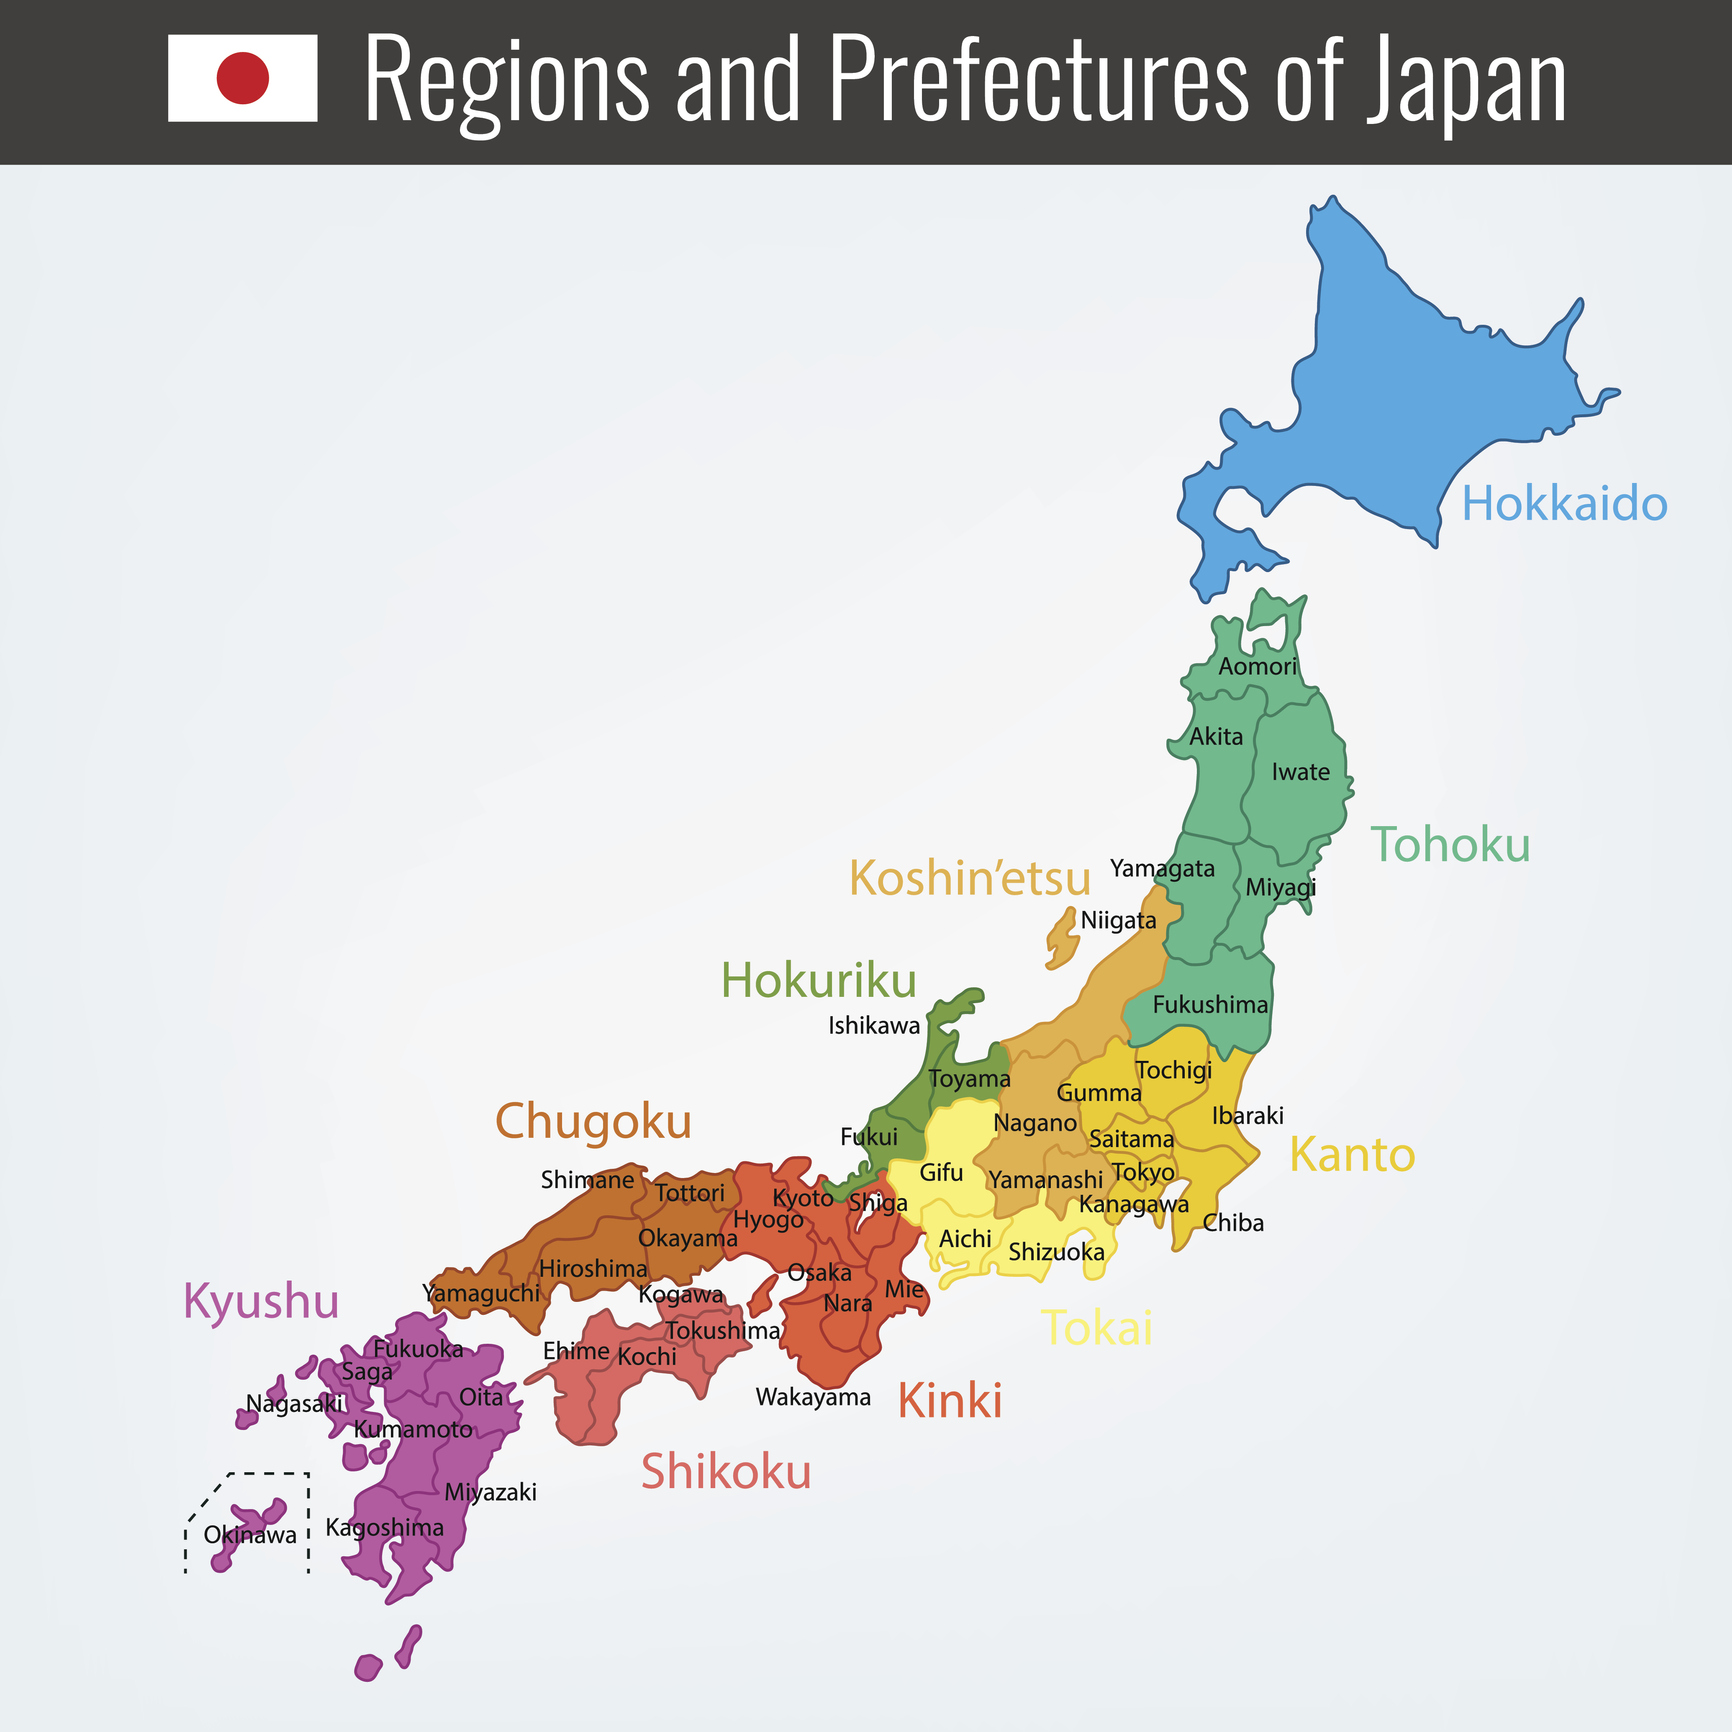 Regions and Prefectures of Japan
Hokkaido
Aomori
Akita
Iwate
Tohoku
Yamagata
Miyagi
Koshin’etsu
Niigata
Hokuriku
Fukushima
Ishikawa
Tochigi
Toyama
Gumma
Ibaraki
Chugoku
Nagano
Fukui
Saitama
Kanto
Gifu
Tokyo
Shimane
Yamanashi
Tottori
Kyoto
Shiga
Kanagawa
Hyogo
Chiba
Okayama
Aichi
Shizuoka
Hiroshima
Osaka
Kyushu
Yamaguchi
Kogawa
Nara
Mie
Tokai
Tokushima
Fukuoka
Ehime
Kochi
Saga
Nagasaki
Oita
Wakayama
Kinki
Kumamoto
Shikoku
Miyazaki
Okinawa
Kagoshima